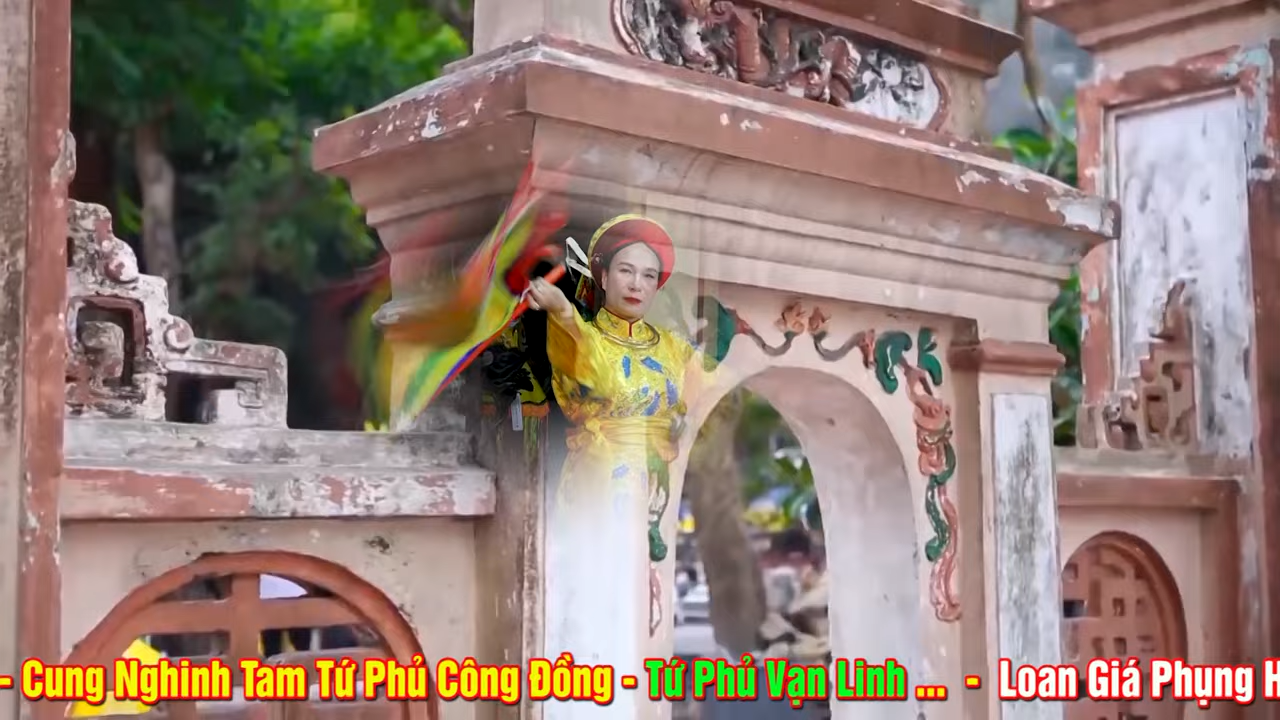 - Cung Nghinh Tam Tứ Phủ Công Đồng - Tứ Phủ Vạn Linh ... - Loan Giá Phụng H